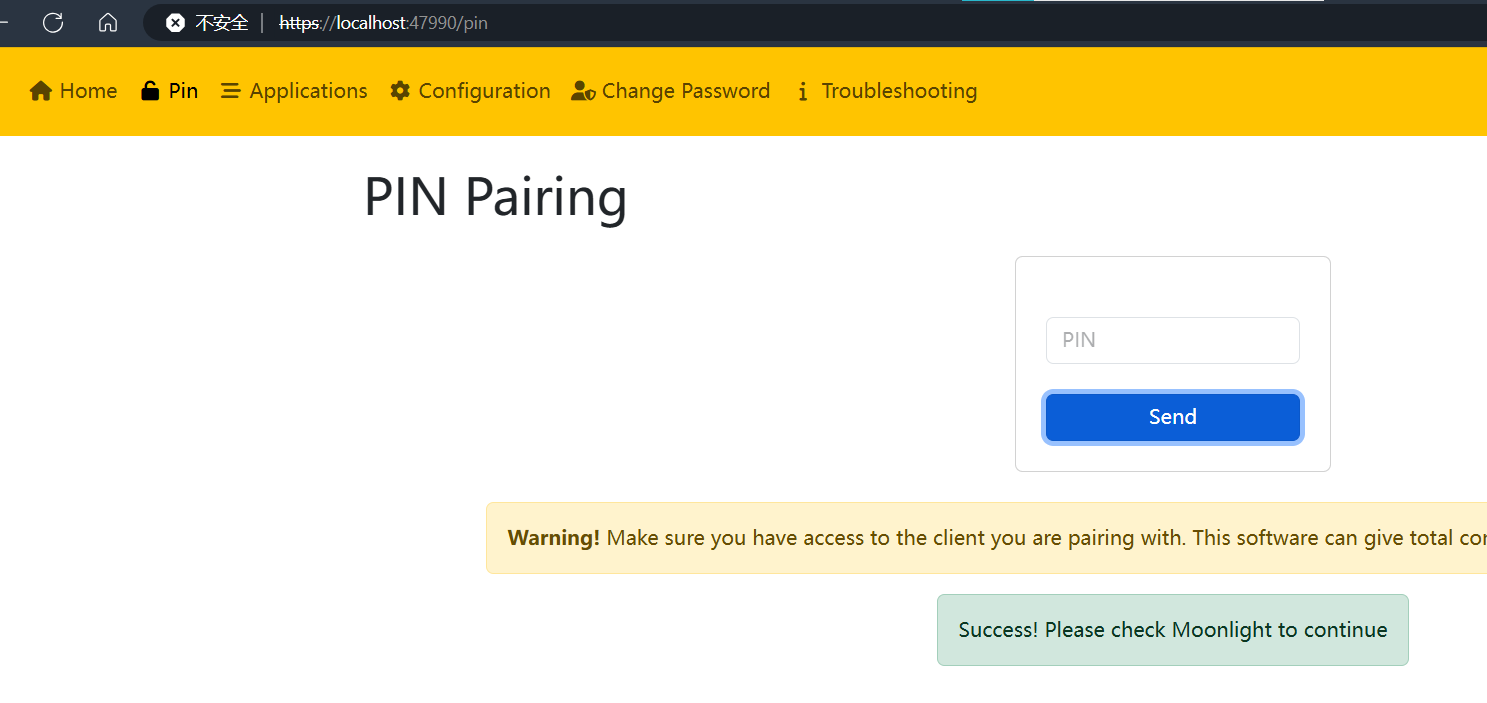 不安全 https://localhost:47990/pin
Home Pin Applications Configuration Change Password Troubleshooting
PIN Pairing
PIN
Send
Warning! Make sure you have access to the client you are pairing with. This software can give total
Success! Please check Moonlight to continue